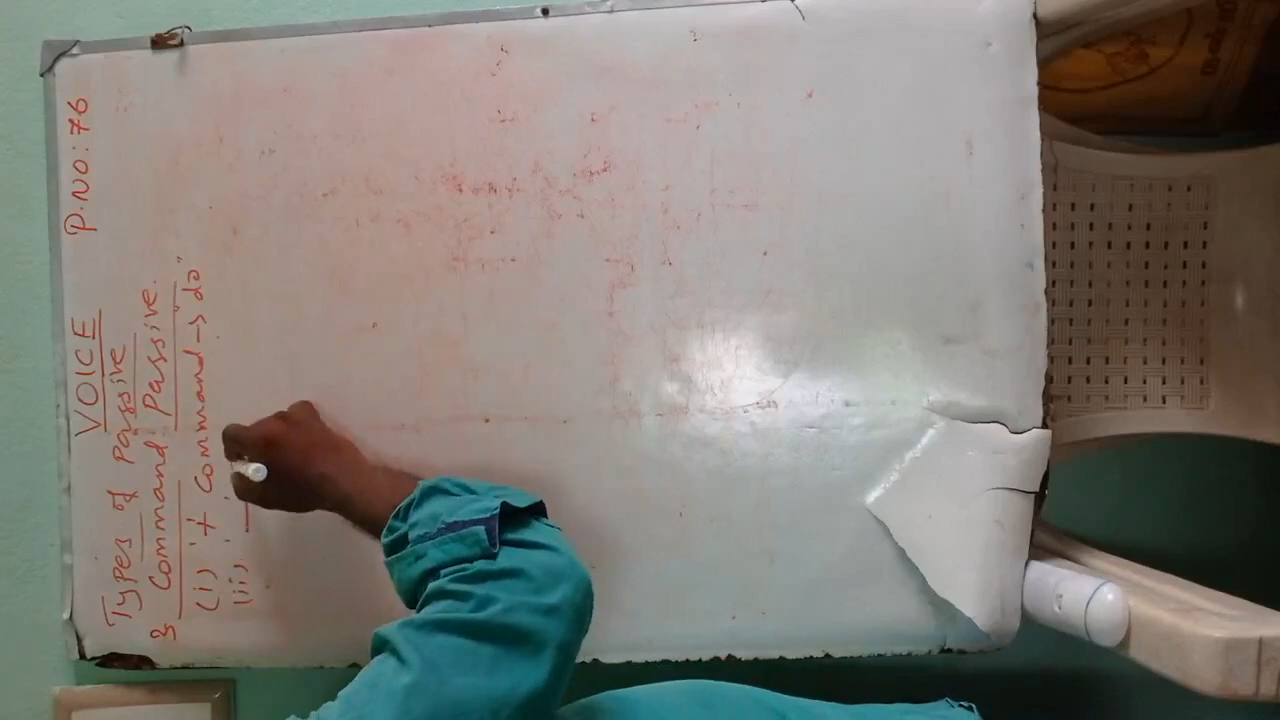 VOICE P.NO: 76
Types of Passive
3 Command Passive.
(i) '+ Command → "do"
(ii) '